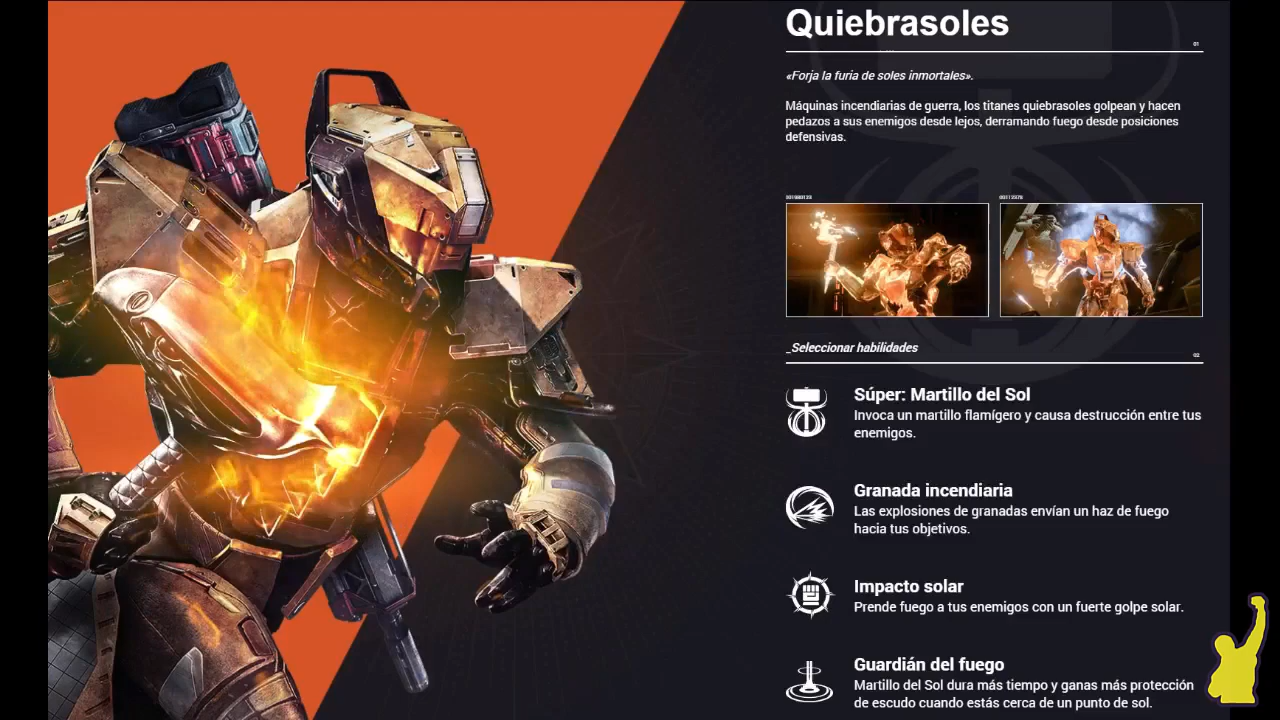 Quiebrasoles
01
«Forja la furia de soles inmortales».
Máquinas incendiarias de guerra, los titanes quiebrasoles golpean y hacen
pedazos a sus enemigos desde lejos, derramando fuego desde posiciones
defensivas.
_Seleccionar habilidades
02
Súper: Martillo del Sol
Invoca un martillo flamígero y causa destrucción entre tus
enemigos.
Granada incendiaria
Las explosiones de granadas envían un haz de fuego
hacia tus objetivos.
Impacto solar
Prende fuego a tus enemigos con un fuerte golpe solar.
Guardián del fuego
Martillo del Sol dura más tiempo y ganas más protección
de escudo cuando estás cerca de un punto de sol.